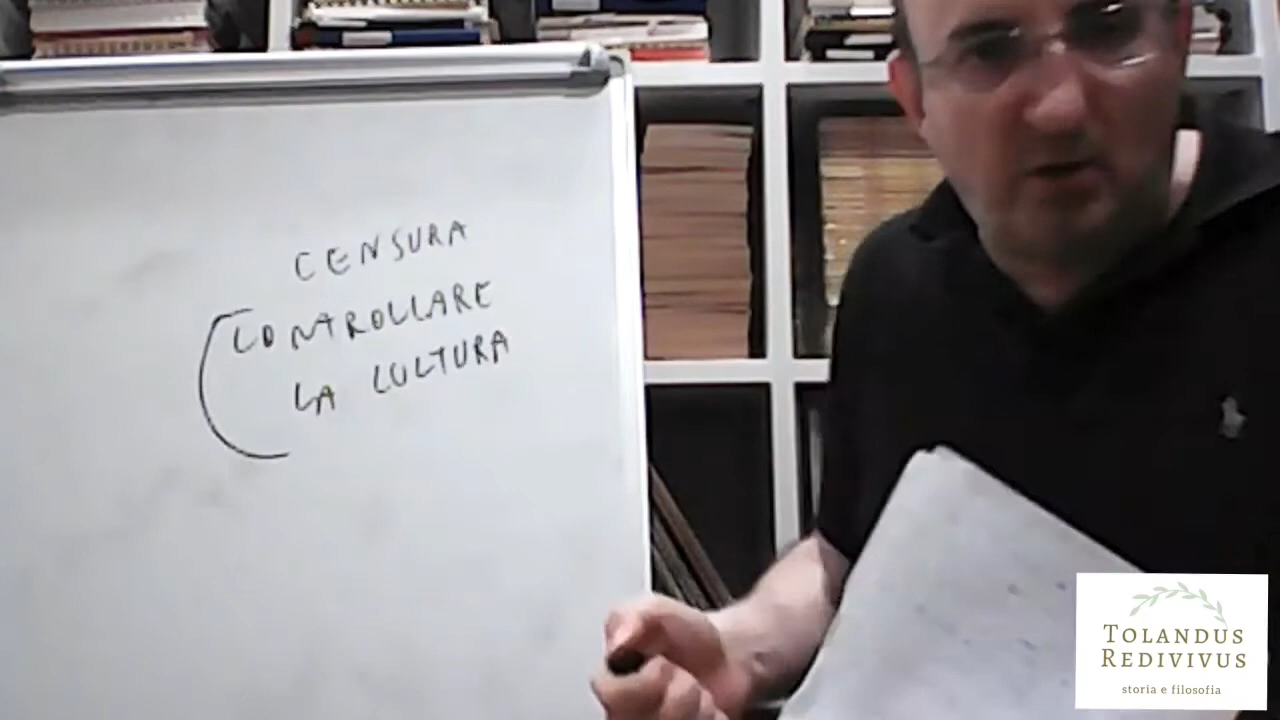 CENSURA
CONTROLLARE
LA CULTURA
TOLANDUS
REDIVIVUS
storia e filosofia